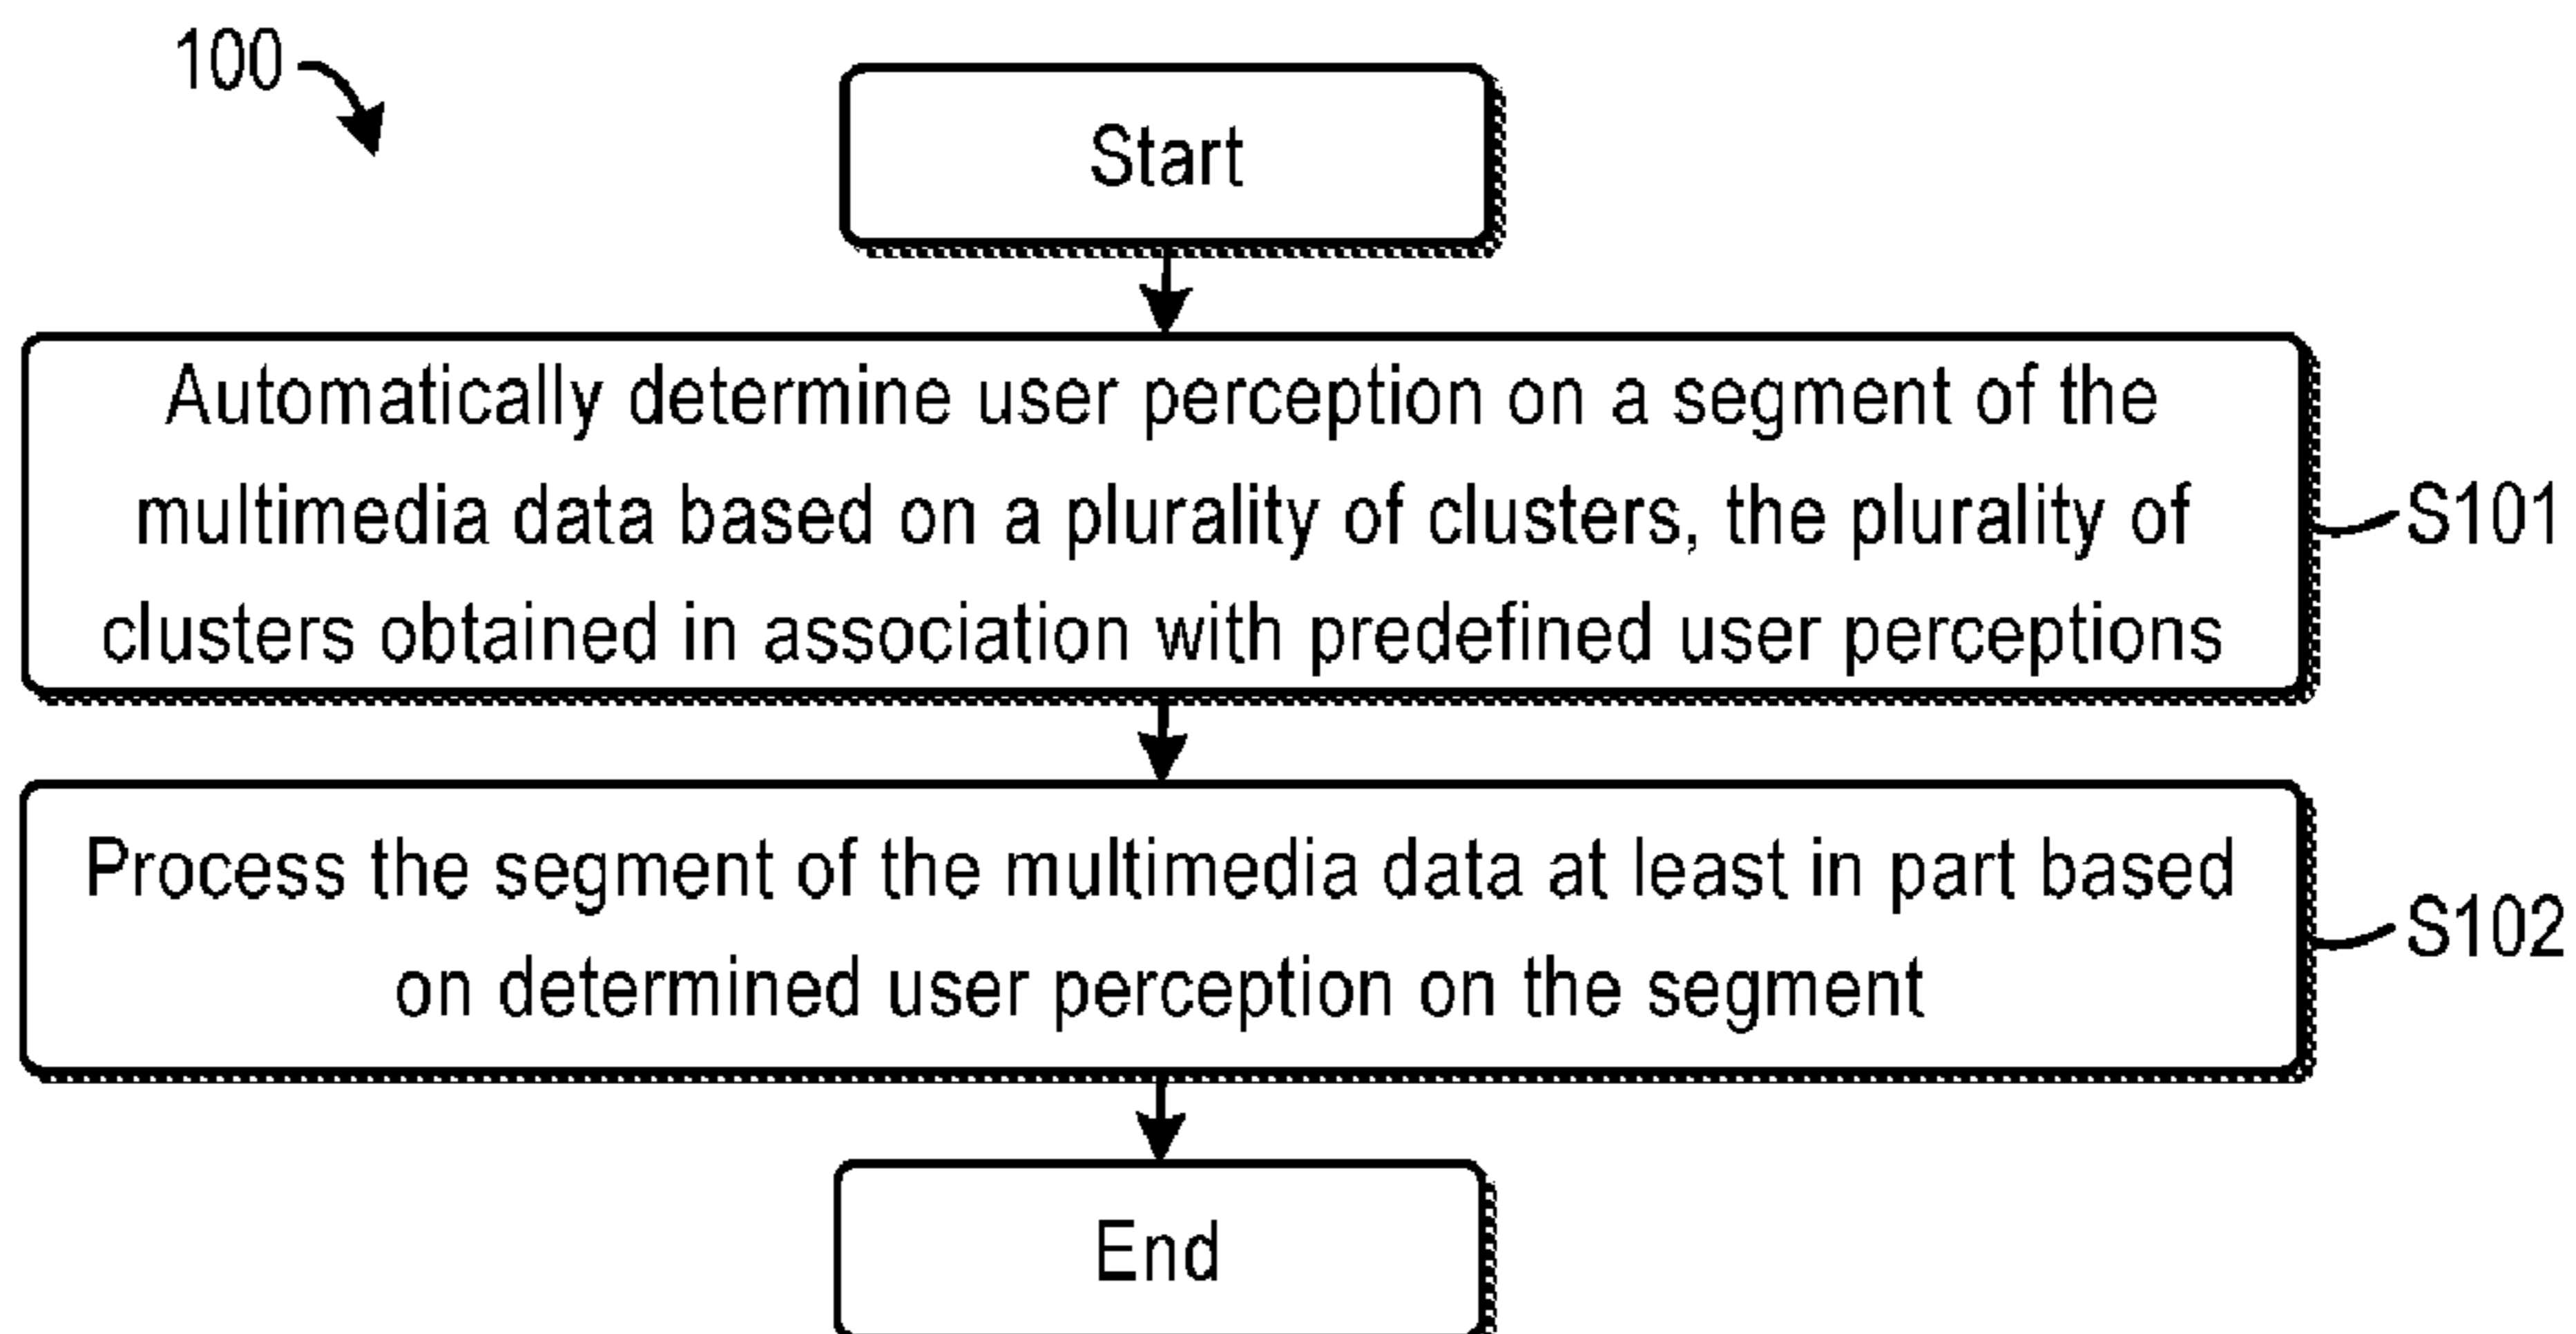 100
Start
Automatically determine user perception on a segment of the
multimedia data based on a plurality of clusters, the plurality of
clusters obtained in association with predefined user perceptions
S101
Process the segment of the multimedia data at least in part based
on determined user perception on the segment
S102
End